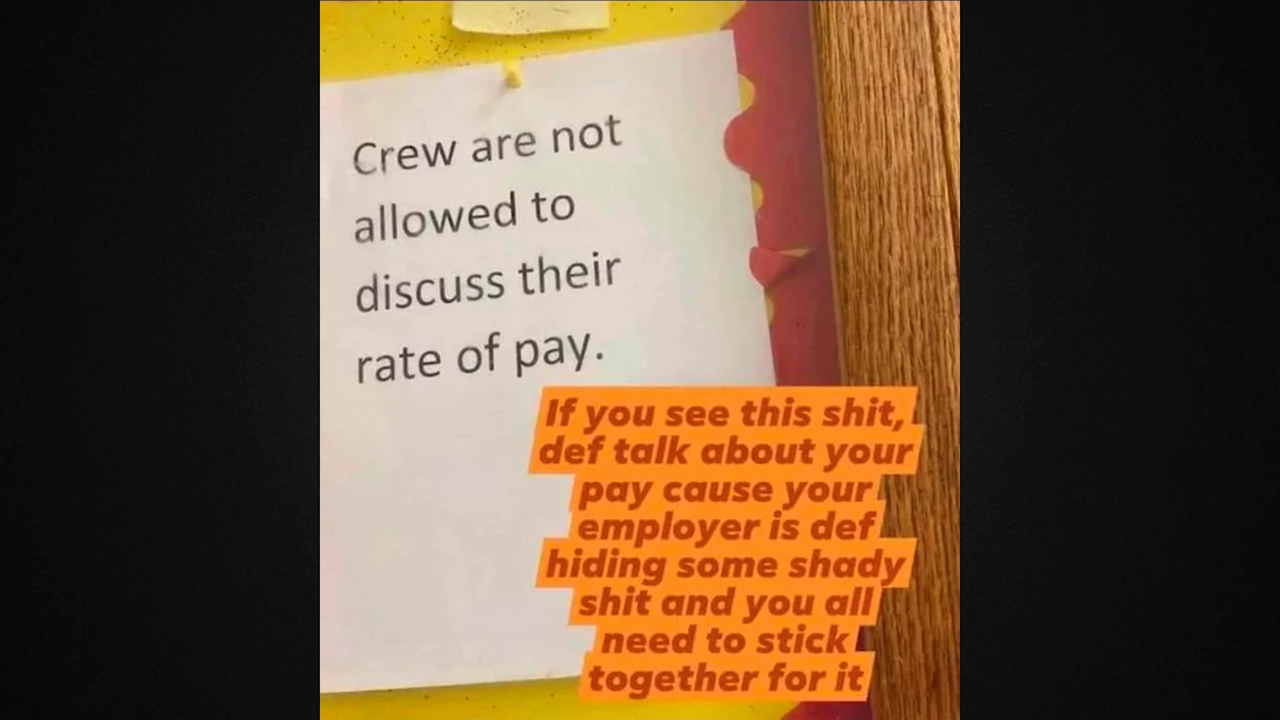 Crew are not
allowed to
discuss their
rate of pay.
If you see this shit,
def talk about your
pay cause your
employer is def
hiding some shady
shit and you all
need to stick
together for it